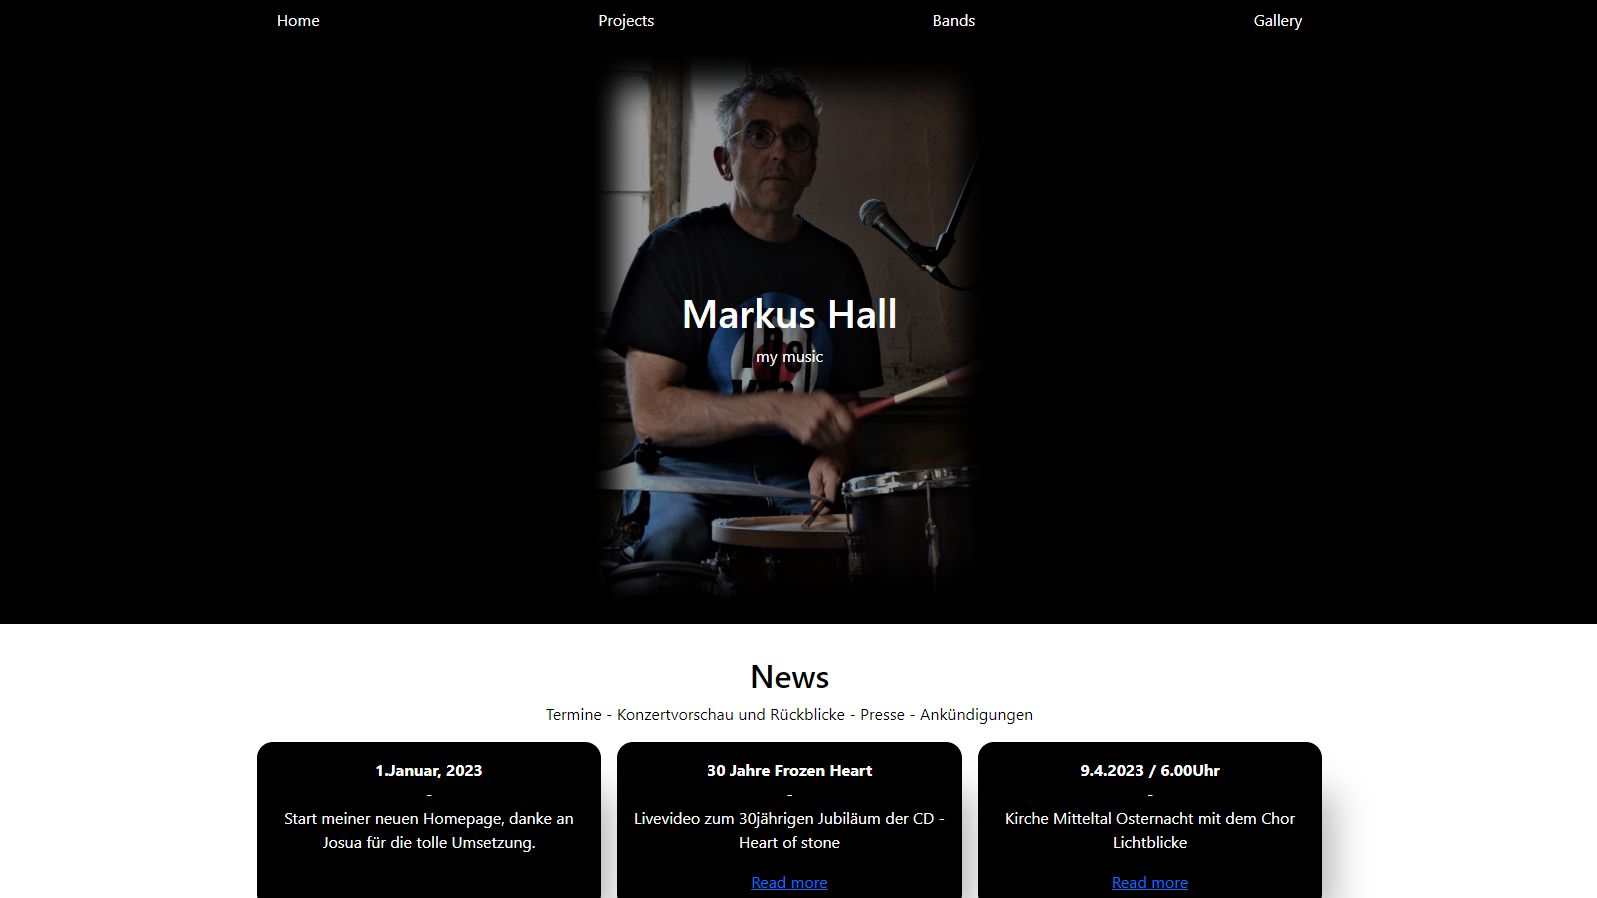 Home
Projects
Bands
Gallery
Markus Hall
my music
News
Termine - Konzertvorschau und Rückblicke - Presse - Ankündigungen
1.Januar, 2023
-
Start meiner neuen Homepage, danke an
Josua für die tolle Umsetzung.
30 Jahre Frozen Heart
-
Livevideo zum 30jährigen Jubiläum der CD -
Heart of stone
Read more
9.4.2023 / 6.00Uhr
-
Kirche Mitteltal Osternacht mit dem Chor
Lichtblicke
Read more